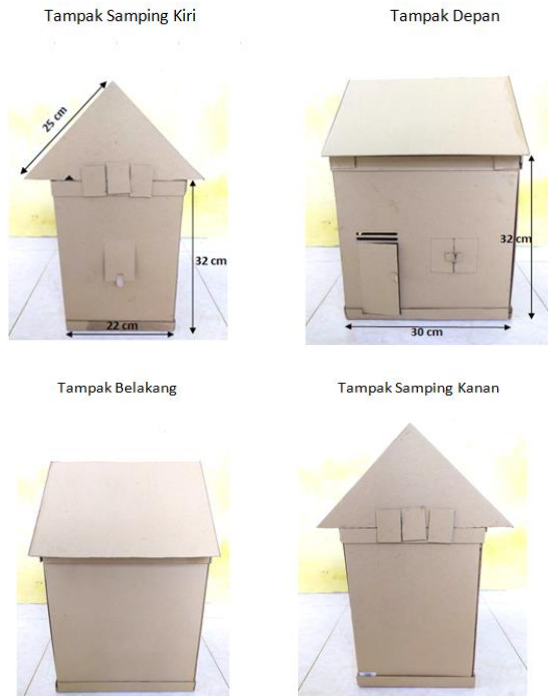 Tampak Samping Kiri
Tampak Depan
25 cm
32 cm
22 cm
32 cm
30 cm
Tampak Belakang
Tampak Samping Kanan